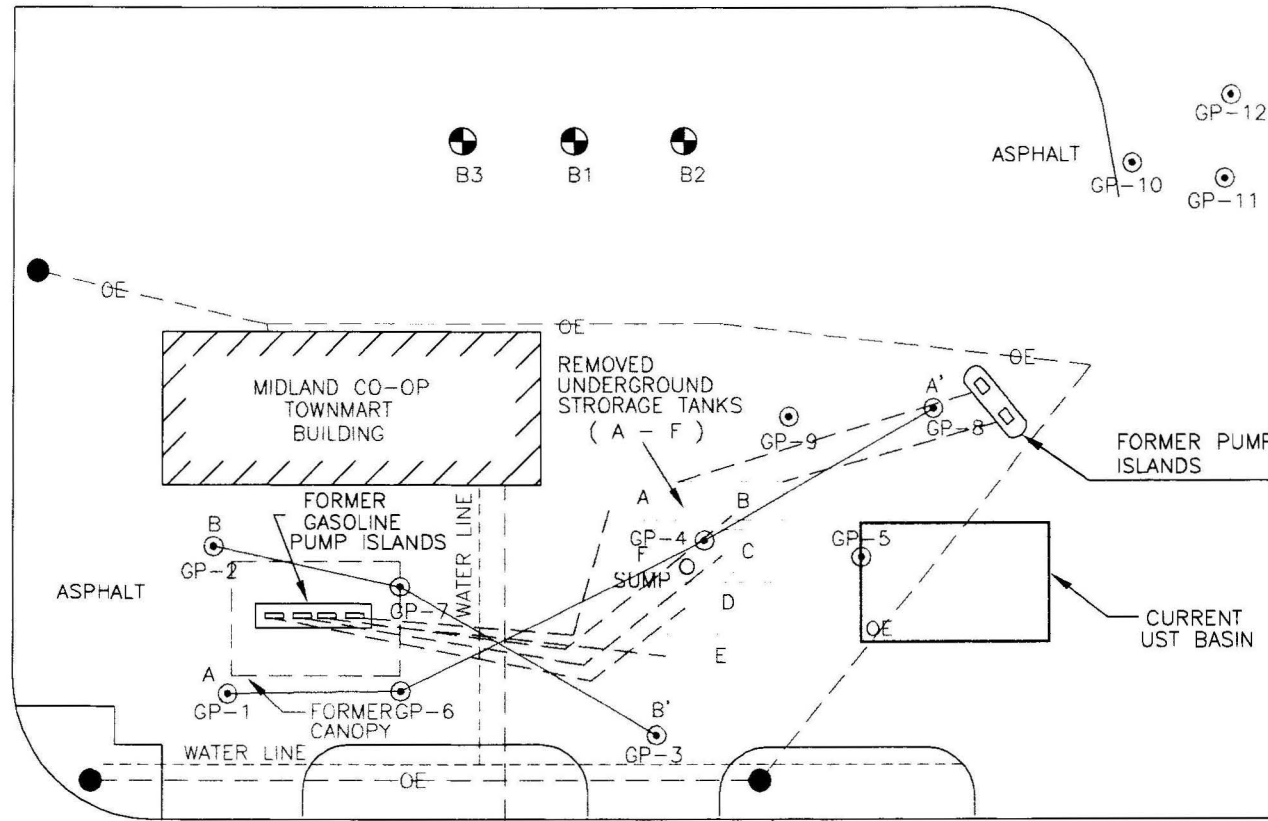 GP-12
ASPHALT
B3
B1
B2
GP-10
GP-11
OE
OE
OE
REMOVED
UNDERGROUND
STRORAGE TANKS
( A - F )
MIDLAND CO-OP
TOWNMART
BUILDING
A'
GP-8
GP-9
FORMER PUMP
ISLANDS
FORMER
GASOLINE
PUMP ISLANDS
WATER LINE
A
B
B
GP-2
GP-4
GP-5
F
C
SUMP
ASPHALT
GP-7
D
CURRENT
UST BASIN
OE
E
A
GP-1
FORMER
CANOPY
GP-6
B'
GP-3
WATER LINE
OE